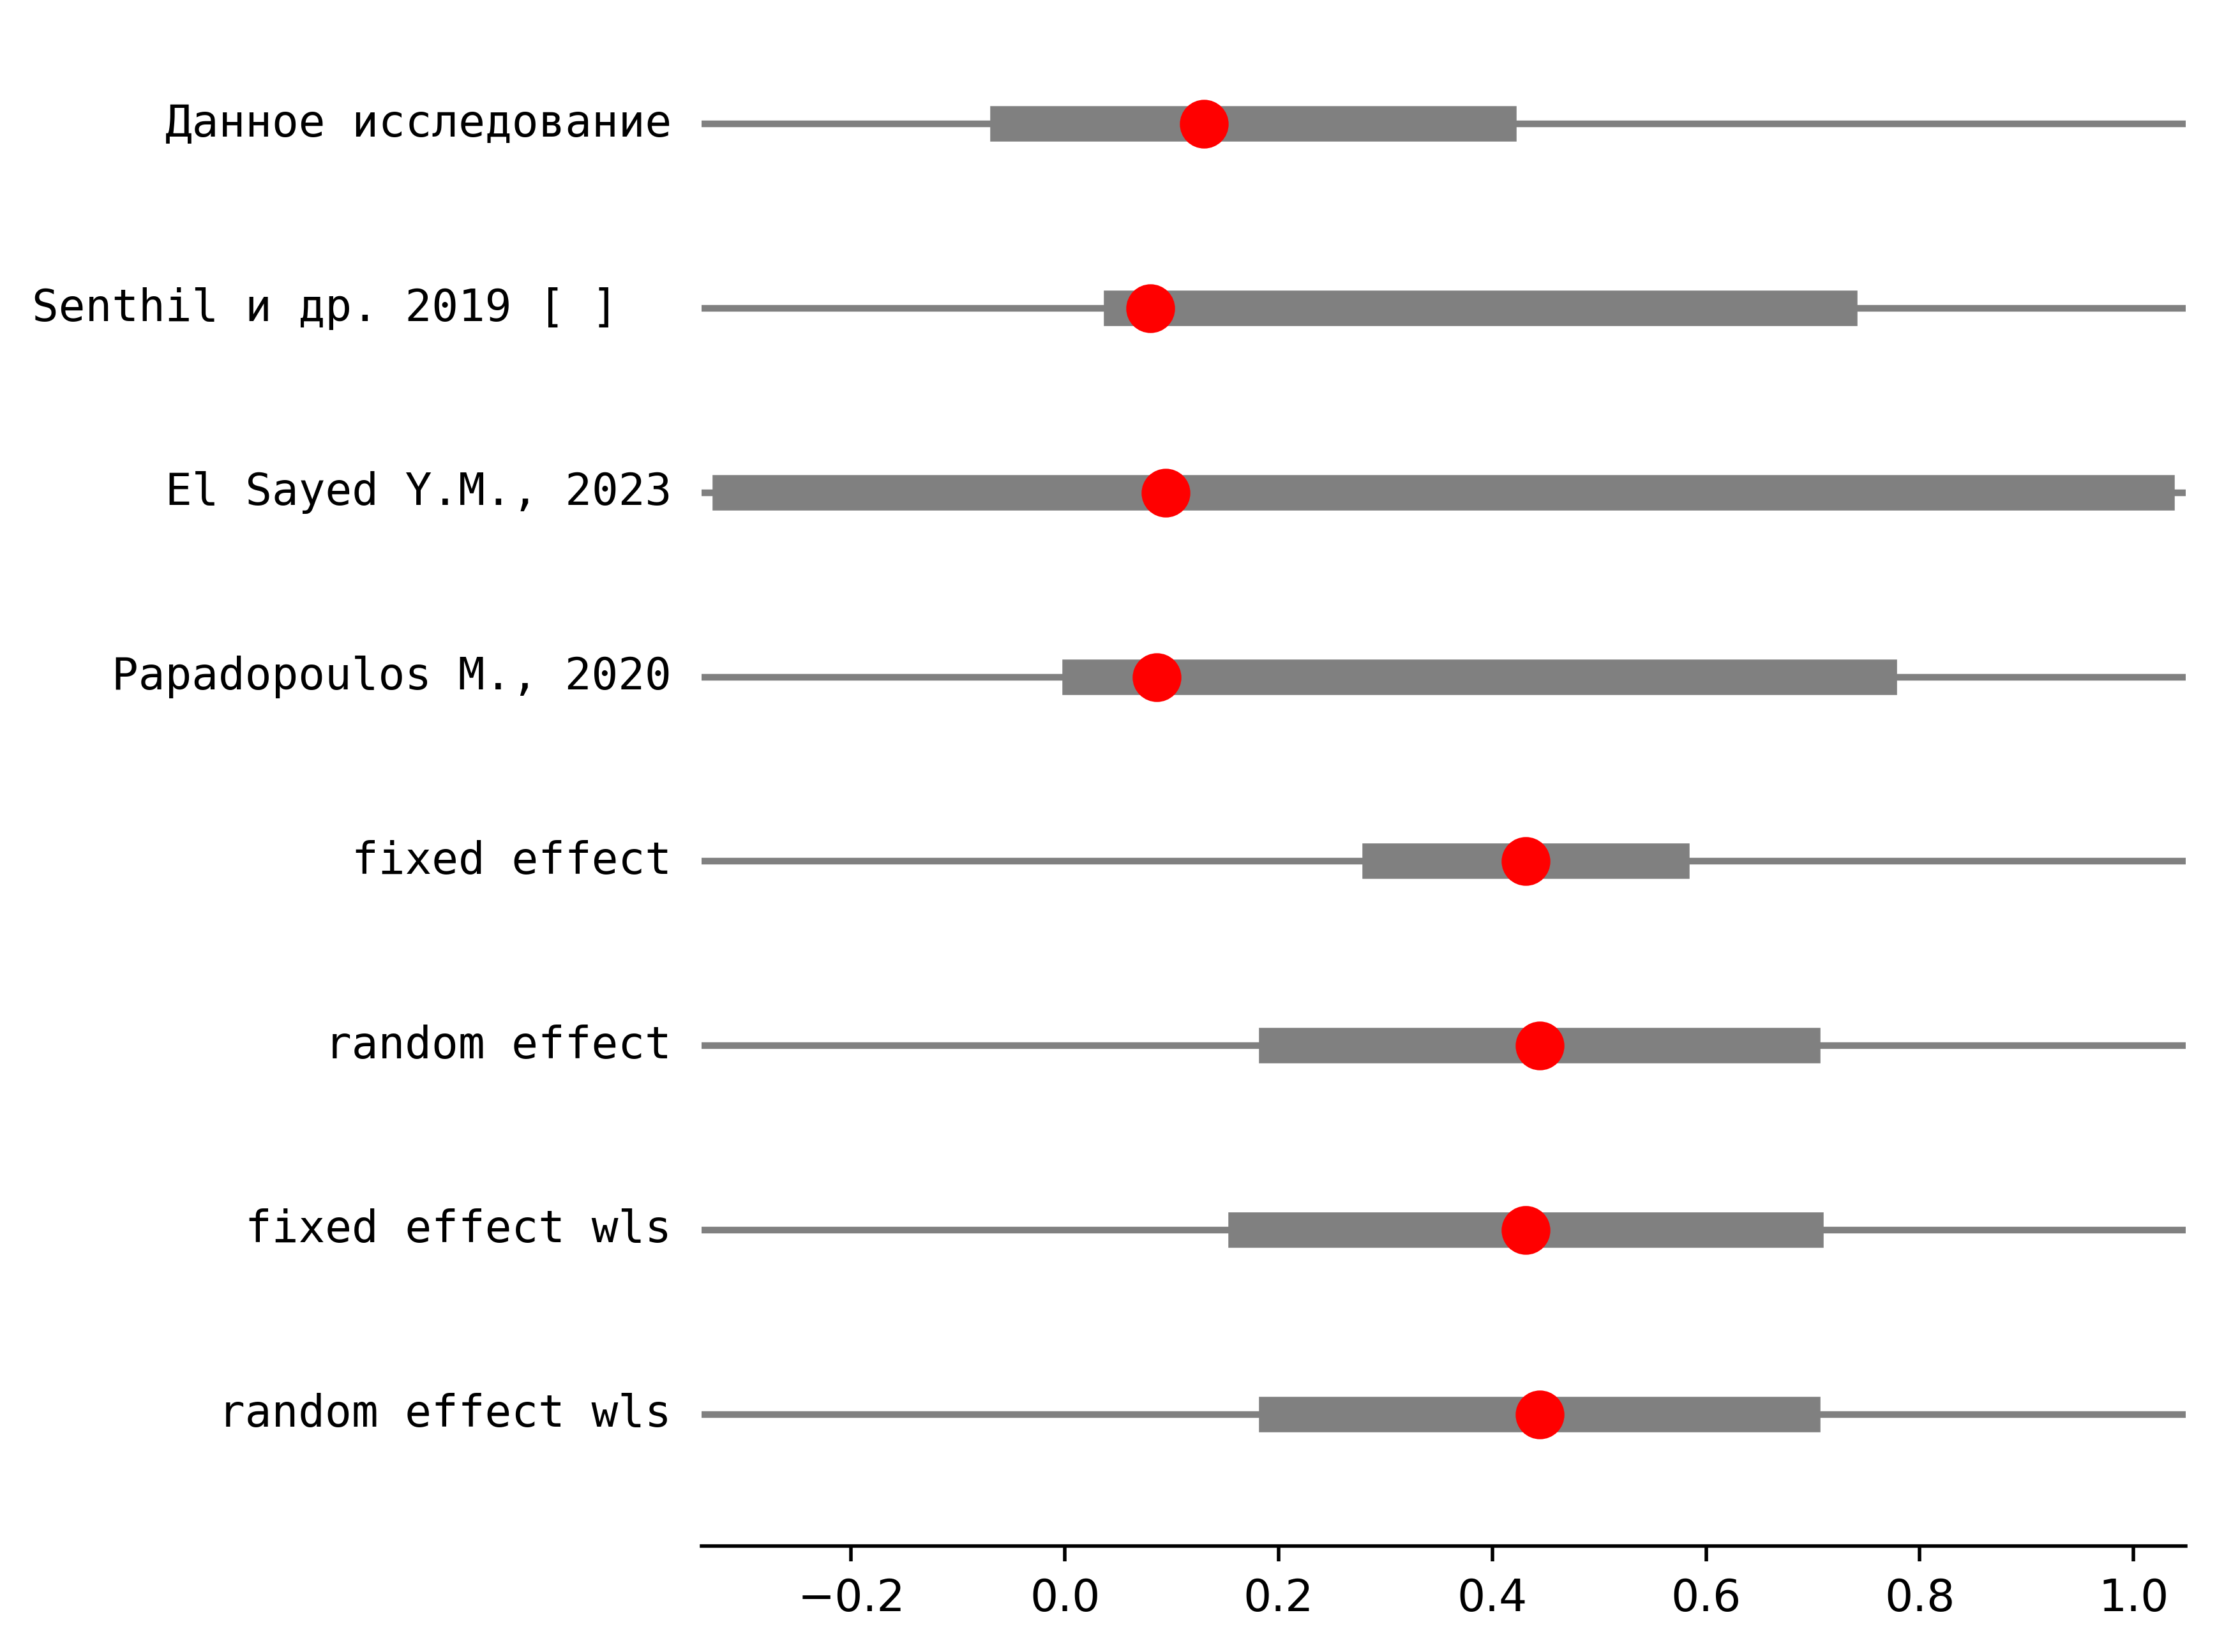 Данное исследование
Senthil и др. 2019 [ ]
El Sayed Y.M., 2023
Papadopoulos M., 2020
fixed effect
random effect
fixed effect wls
random effect wls
−0.2 0.0 0.2 0.4 0.6 0.8 1.0